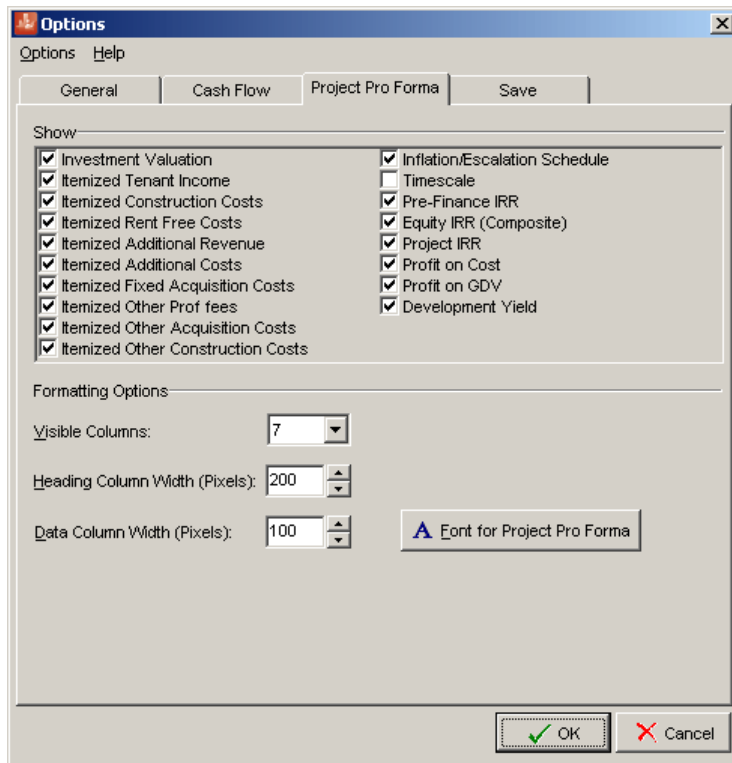 Options
Options Help
General Cash Flow Project Pro Forma Save
Show
Investment Valuation
Itemized Tenant Income
Itemized Construction Costs
Itemized Rent Free Costs
Itemized Additional Revenue
Itemized Additional Costs
Itemized Fixed Acquisition Costs
Itemized Other Prof fees
Itemized Other Acquisition Costs
Itemized Other Construction Costs
Inflation/Escalation Schedule
Timescale
Pre-Finance IRR
Equity IRR (Composite)
Project IRR
Profit on Cost
Profit on GDV
Development Yield
Formatting Options
Visible Columns: 7
Heading Column Width (Pixels): 200
Data Column Width (Pixels): 100
A Font for Project Pro Forma
OK Cancel